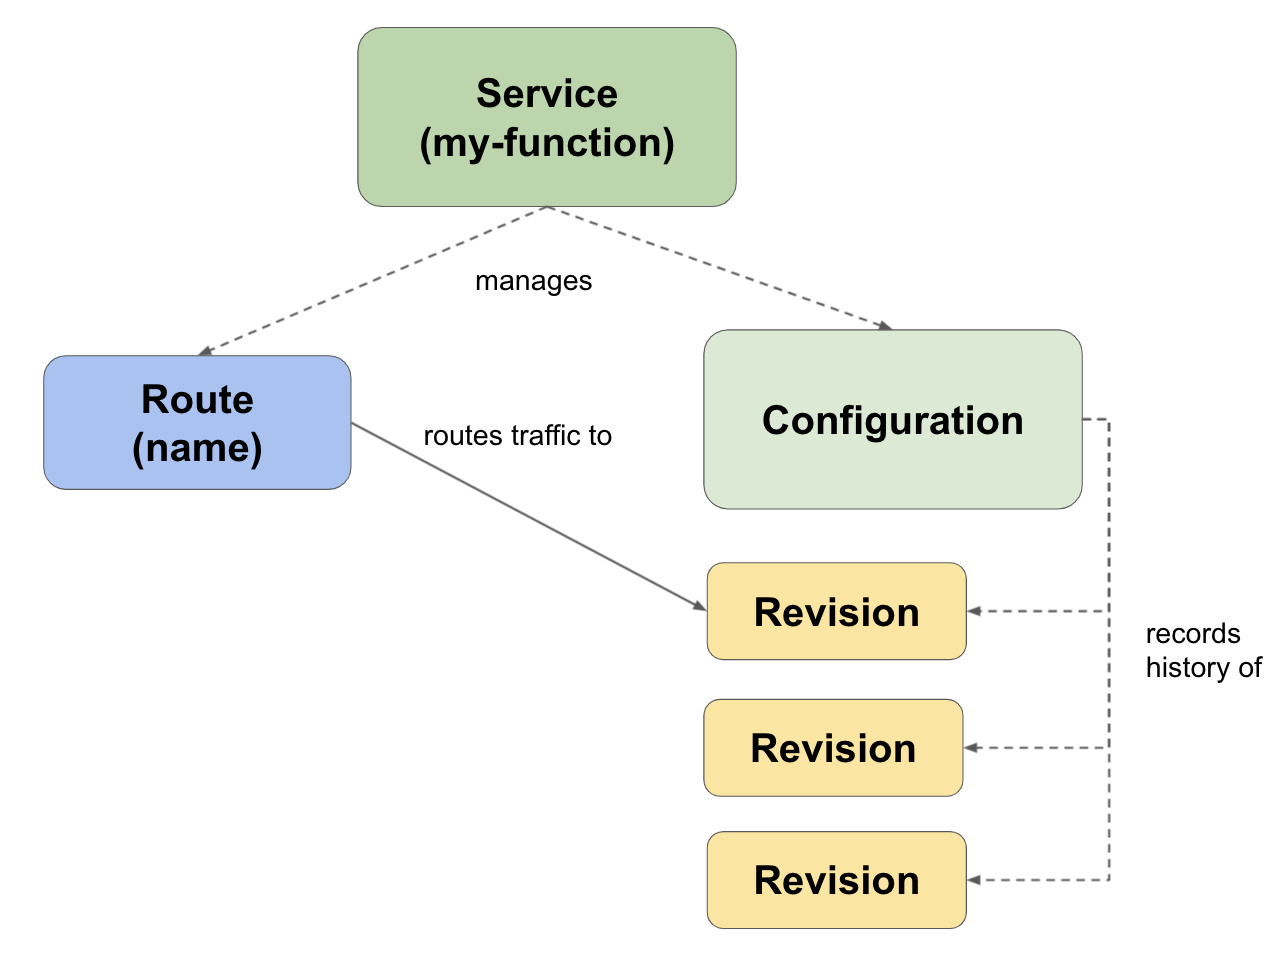 Service
(my-function)
manages
Route
(name)
routes traffic to
Configuration
Revision
records
history of
Revision
Revision